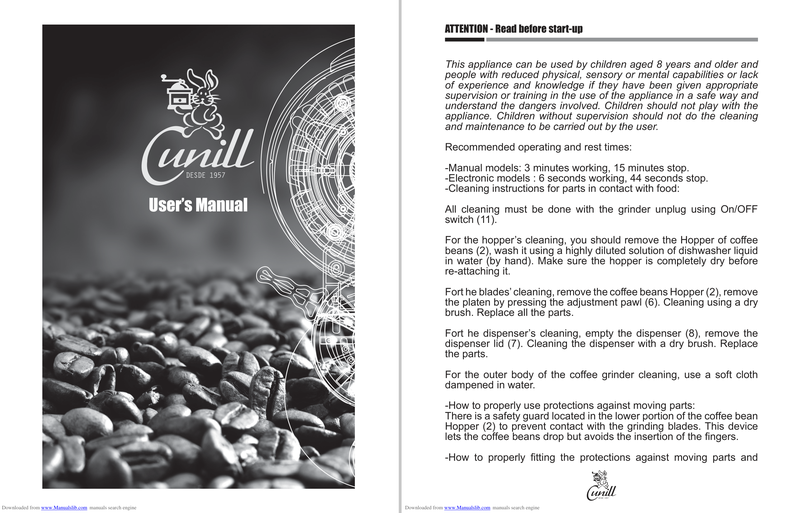 Cunill
DESDE 1957
User's Manual
Downloaded from www.Manualslib.com manuals search engine
ATTENTION - Read before start-up
This appliance can be used by children aged 8 years and older and
people with reduced physical, sensory or mental capabilities or lack
of experience and knowledge if they have been given appropriate
supervision or training in the use of the appliance in a safe way and
understand the dangers involved. Children should not play with the
appliance. Children without supervision should not do the cleaning
and maintenance to be carried out by the user.
Recommended operating and rest times:
-Manual models: 3 minutes working, 15 minutes stop.
-Electronic models : 6 seconds working, 44 seconds stop.
-Cleaning instructions for parts in contact with food:
All cleaning must be done with the grinder unplug using On/OFF
switch (11).
For the hopper's cleaning, you should remove the Hopper of coffee
beans (2), wash it using a highly diluted solution of dishwasher liquid
in water (by hand). Make sure the hopper is completely dry before
re-attaching it.
Fort he blades' cleaning, remove the coffee beans Hopper (2), remove
the platen by pressing the adjustment pawl (6). Cleaning using a dry
brush. Replace all the parts.
Fort he dispenser's cleaning, empty the dispenser (8), remove the
dispenser lid (7). Cleaning the dispenser with a dry brush. Replace
the parts.
For the outer body of the coffee grinder cleaning, use a soft cloth
dampened in water.
-How to properly use protections against moving parts:
There is a safety guard located in the lower portion of the coffee bean
Hopper (2) to prevent contact with the grinding blades. This device
lets the coffee beans drop but avoids the insertion of the fingers.
-How to properly fitting the protections against moving parts and
Cunill
Downloaded from www.Manualslib.com manuals search engine